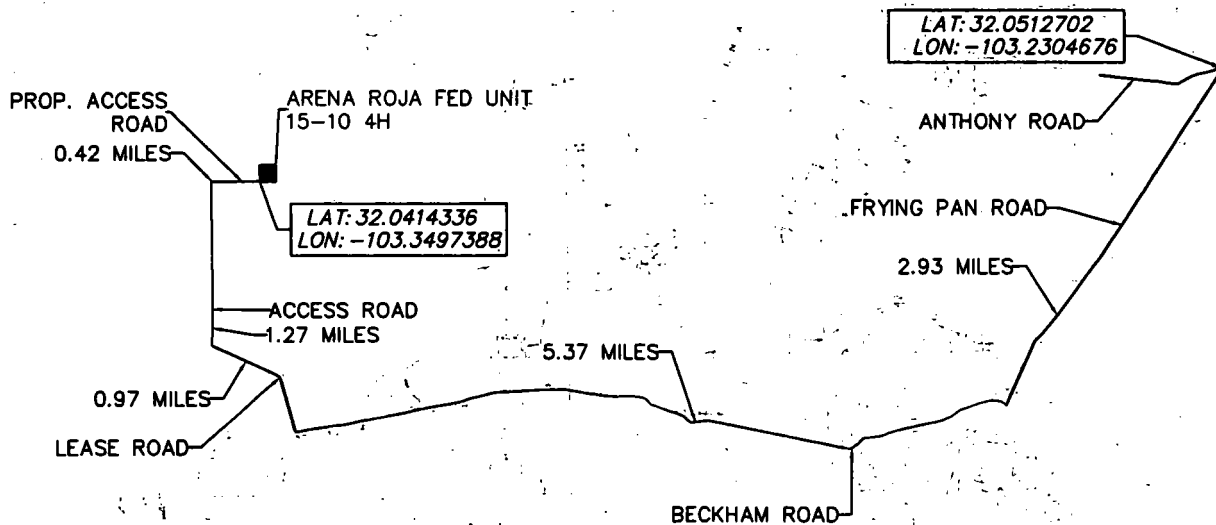 LAT: 32.0512702
LON: -103.2304676
PROP. ACCESS
ROAD
ARENA ROJA FED UNIT
15-10 4H
ANTHONY ROAD
0.42 MILES
LAT: 32.0414336
LON: -103.3497388
FRYING PAN ROAD
2.93 MILES
ACCESS ROAD
1.27 MILES
5.37 MILES
0.97 MILES
LEASE ROAD
BECKHAM ROAD